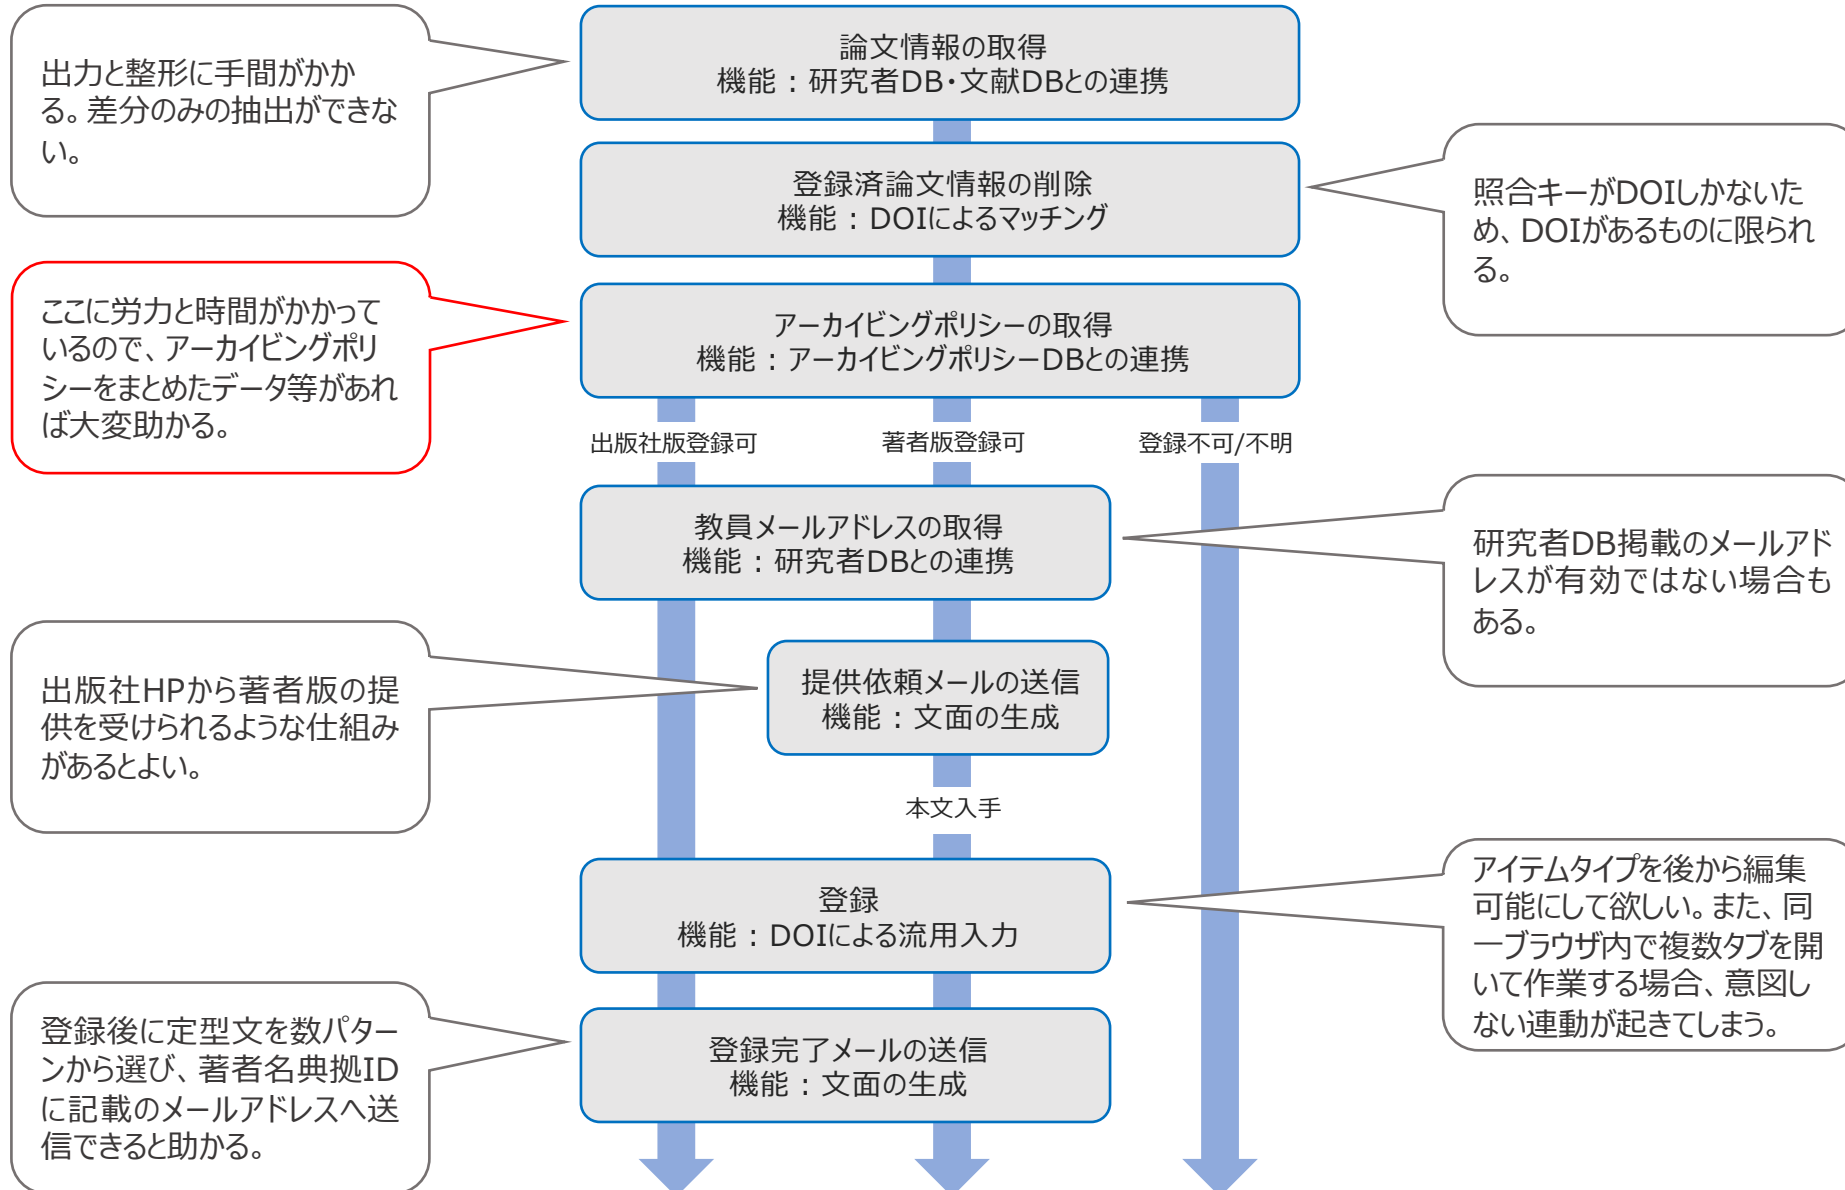 論文情報の取得
機能：研究者DB・文献DBとの連携
出力と整形に手間がかか
る。差分のみの抽出ができな
い。
登録済論文情報の削除
機能：DOIによるマッチング
照合キーがDOIしかないた
め、DOIがあるものに限られ
る。
アーカイビングポリシーの取得
機能：アーカイビングポリシーDBとの連携
ここに労力と時間がかかって
いるので、アーカイビングポリ
シーをまとめたデータ等があれ
ば大変助かる。
出版社版登録可
著者版登録可
登録不可/不明
教員メールアドレスの取得
機能：研究者DBとの連携
研究者DB掲載のメールアド
レスが有効ではない場合も
ある。
提供依頼メールの送信
機能：文面の生成
出版社HPから著者版の提
供を受けられるような仕組み
があるとよい。
本文入手
登録
機能：DOIによる流用入力
アイテムタイプを後から編集
可能にして欲しい。また、同
一ブラウザ内で複数タブを開
いて作業する場合、意図し
ない連動が起きてしまう。
登録完了メールの送信
機能：文面の生成
登録後に定型文を数パター
ンから選び、著者名典拠ID
に記載のメールアドレスへ送
信できると助かる。